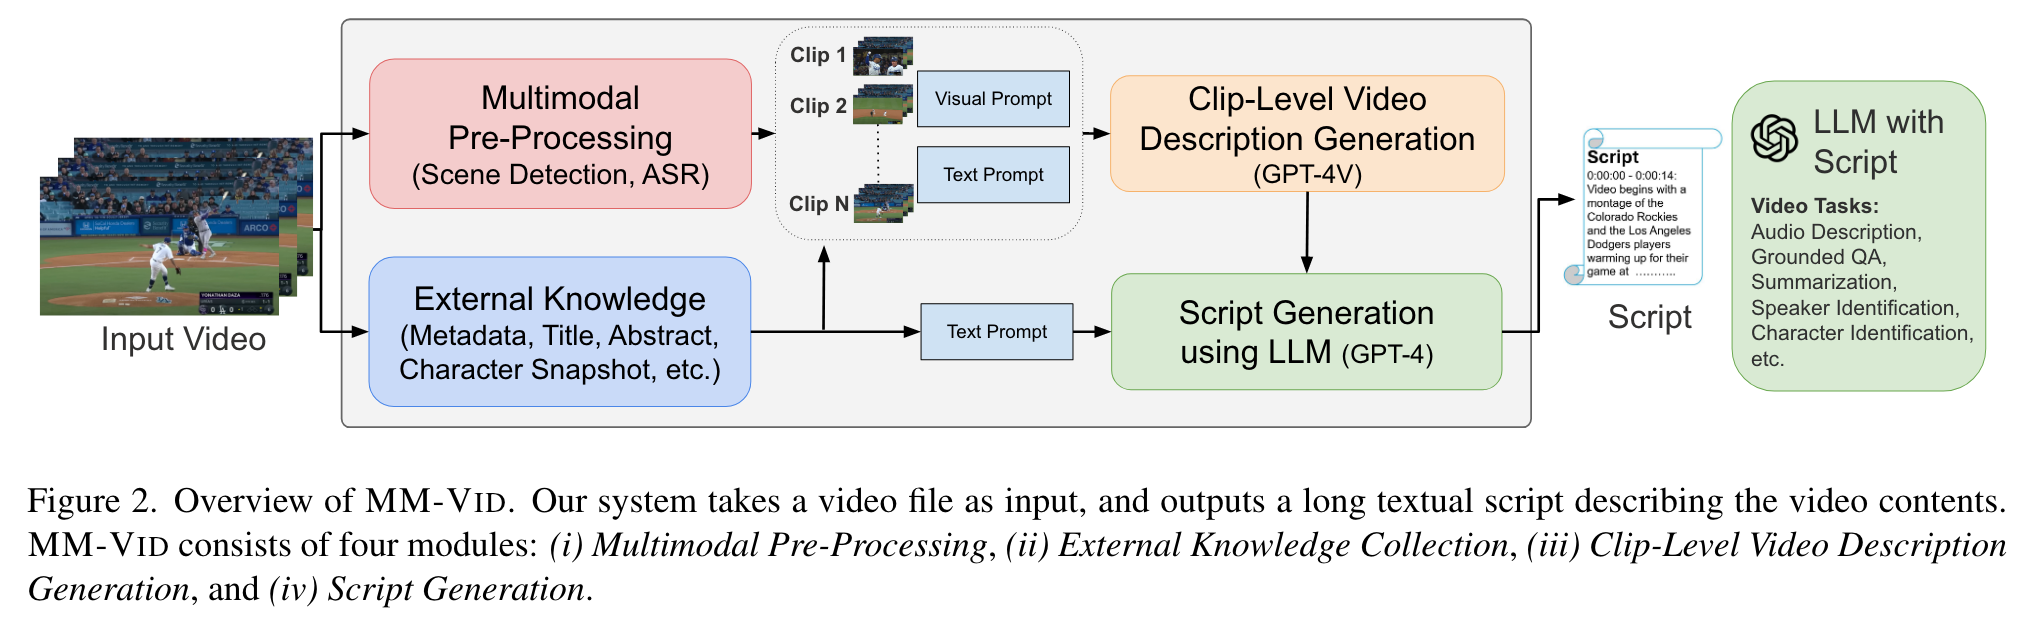 Input Video
Multimodal
Pre-Processing
(Scene Detection, ASR)
External Knowledge
(Metadata, Title, Abstract,
Character Snapshot, etc.)
Clip 1
Clip 2
Clip N
Visual Prompt
Text Prompt
Text Prompt
Clip-Level Video
Description Generation
(GPT-4V)
Script Generation
using LLM (GPT-4)
Script
0:00:00 - 0:00:14:
Video begins with a
montage of the
Colorado Rockies
and the Los Angeles
Dodgers players
warming up for their
game at ...........
Script
LLM with
Script
Video Tasks:
Audio Description,
Grounded QA,
Summarization,
Speaker Identification,
Character Identification,
etc.
ARCO
YONATHAN DAZA
Figure 2. Overview of MM-VID. Our system takes a video file as input, and outputs a long textual script describing the video contents.
MM-VID consists of four modules: (i) Multimodal Pre-Processing, (ii) External Knowledge Collection, (iii) Clip-Level Video Description
Generation, and (iv) Script Generation.